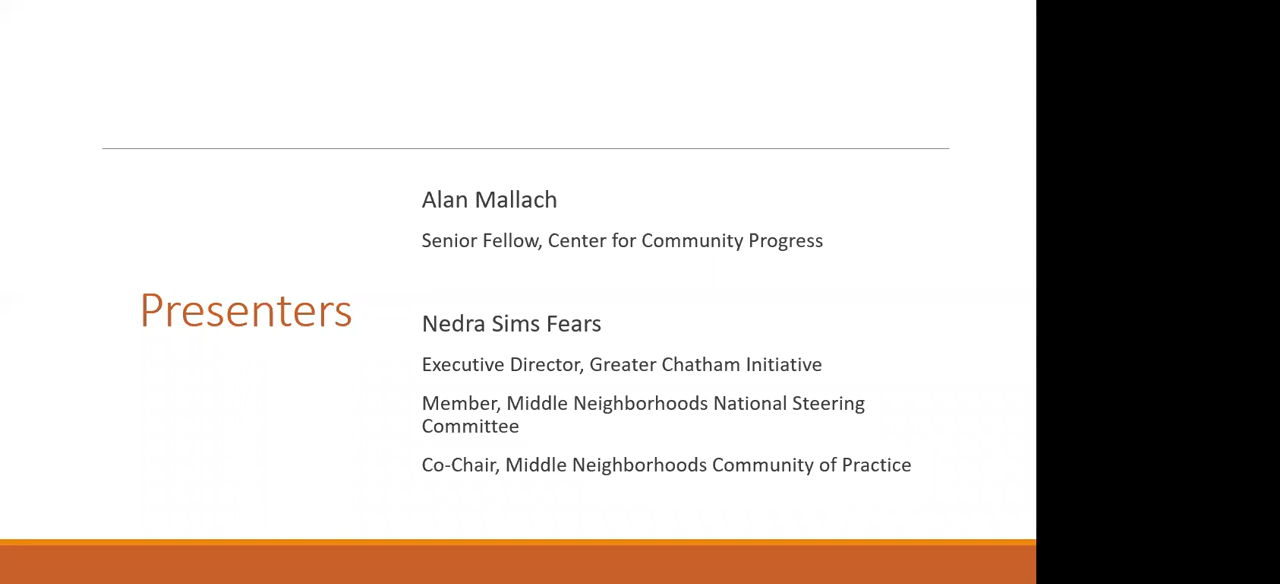 Presenters
Alan Mallach
Senior Fellow, Center for Community Progress
Nedra Sims Fears
Executive Director, Greater Chatham Initiative
Member, Middle Neighborhoods National Steering
Committee
Co-Chair, Middle Neighborhoods Community of Practice